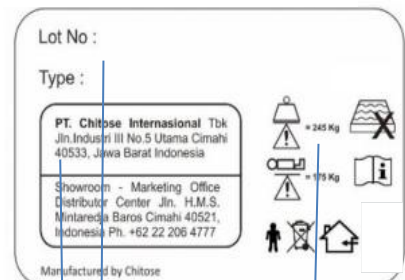 Lot No :
Type :
PT. Chitose Internasional Tbk
Jln.Industri III No.5 Utama Cimahi
40533, Jawa Barat Indonesia
Showroom - Marketing Office
Distributor Center Jln. H.M.S.
Mintaredja Baros Cimahi 40521,
Indonesia Ph. +62 22 206 4777
= 245 Kg
= 175 Kg
Manufactured by Chitose